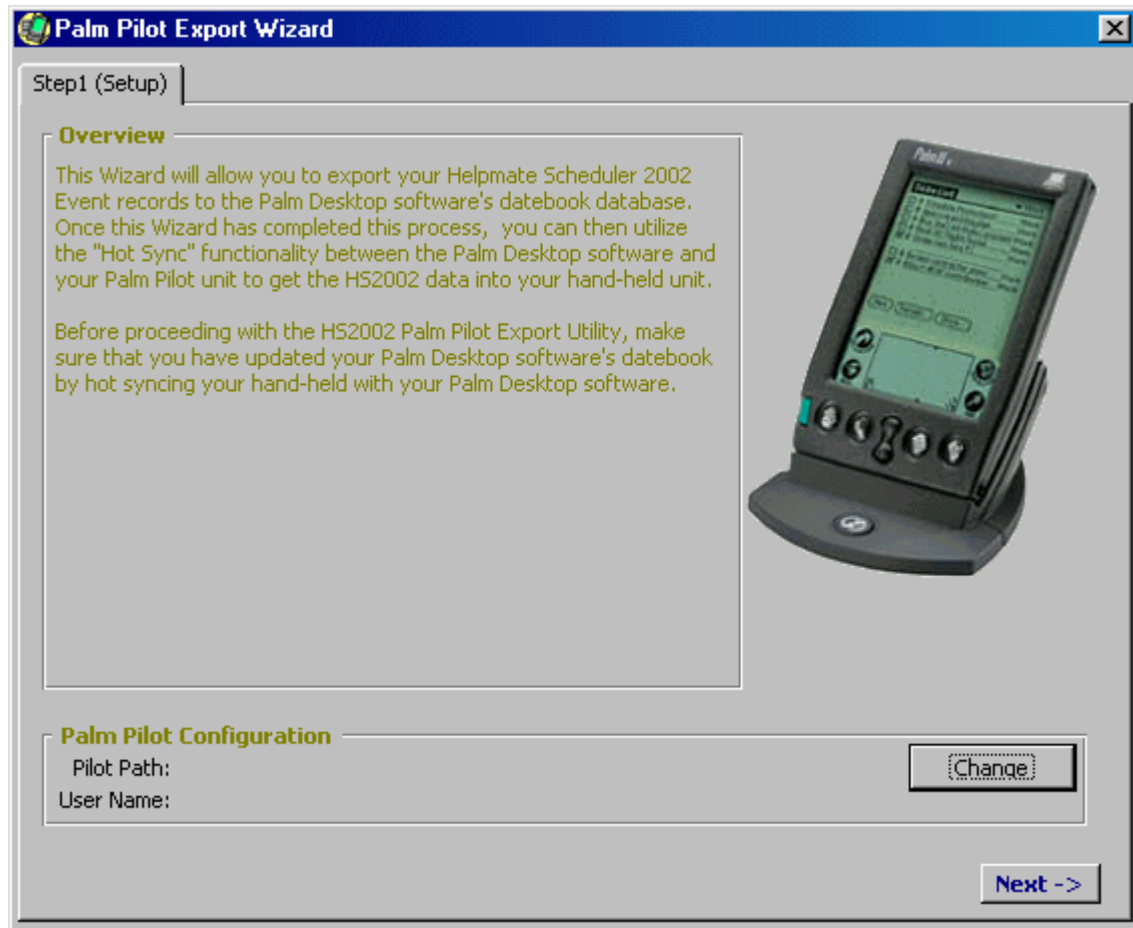 Palm Pilot Export Wizard
Step1 (Setup)
Overview
This Wizard will allow you to export your Helpmate Scheduler 2002
Event records to the Palm Desktop software's datebook database.
Once this Wizard has completed this process,  you can then utilize
the "Hot Sync" functionality between the Palm Desktop software and
your Palm Pilot unit to get the HS2002 data into your hand-held unit.
Before proceeding with the HS2002 Palm Pilot Export Utility, make
sure that you have updated your Palm Desktop software's datebook
by hot syncing your hand-held with your Palm Desktop software.
Palm Pilot Configuration
Pilot Path:
Change
User Name:
Next ->